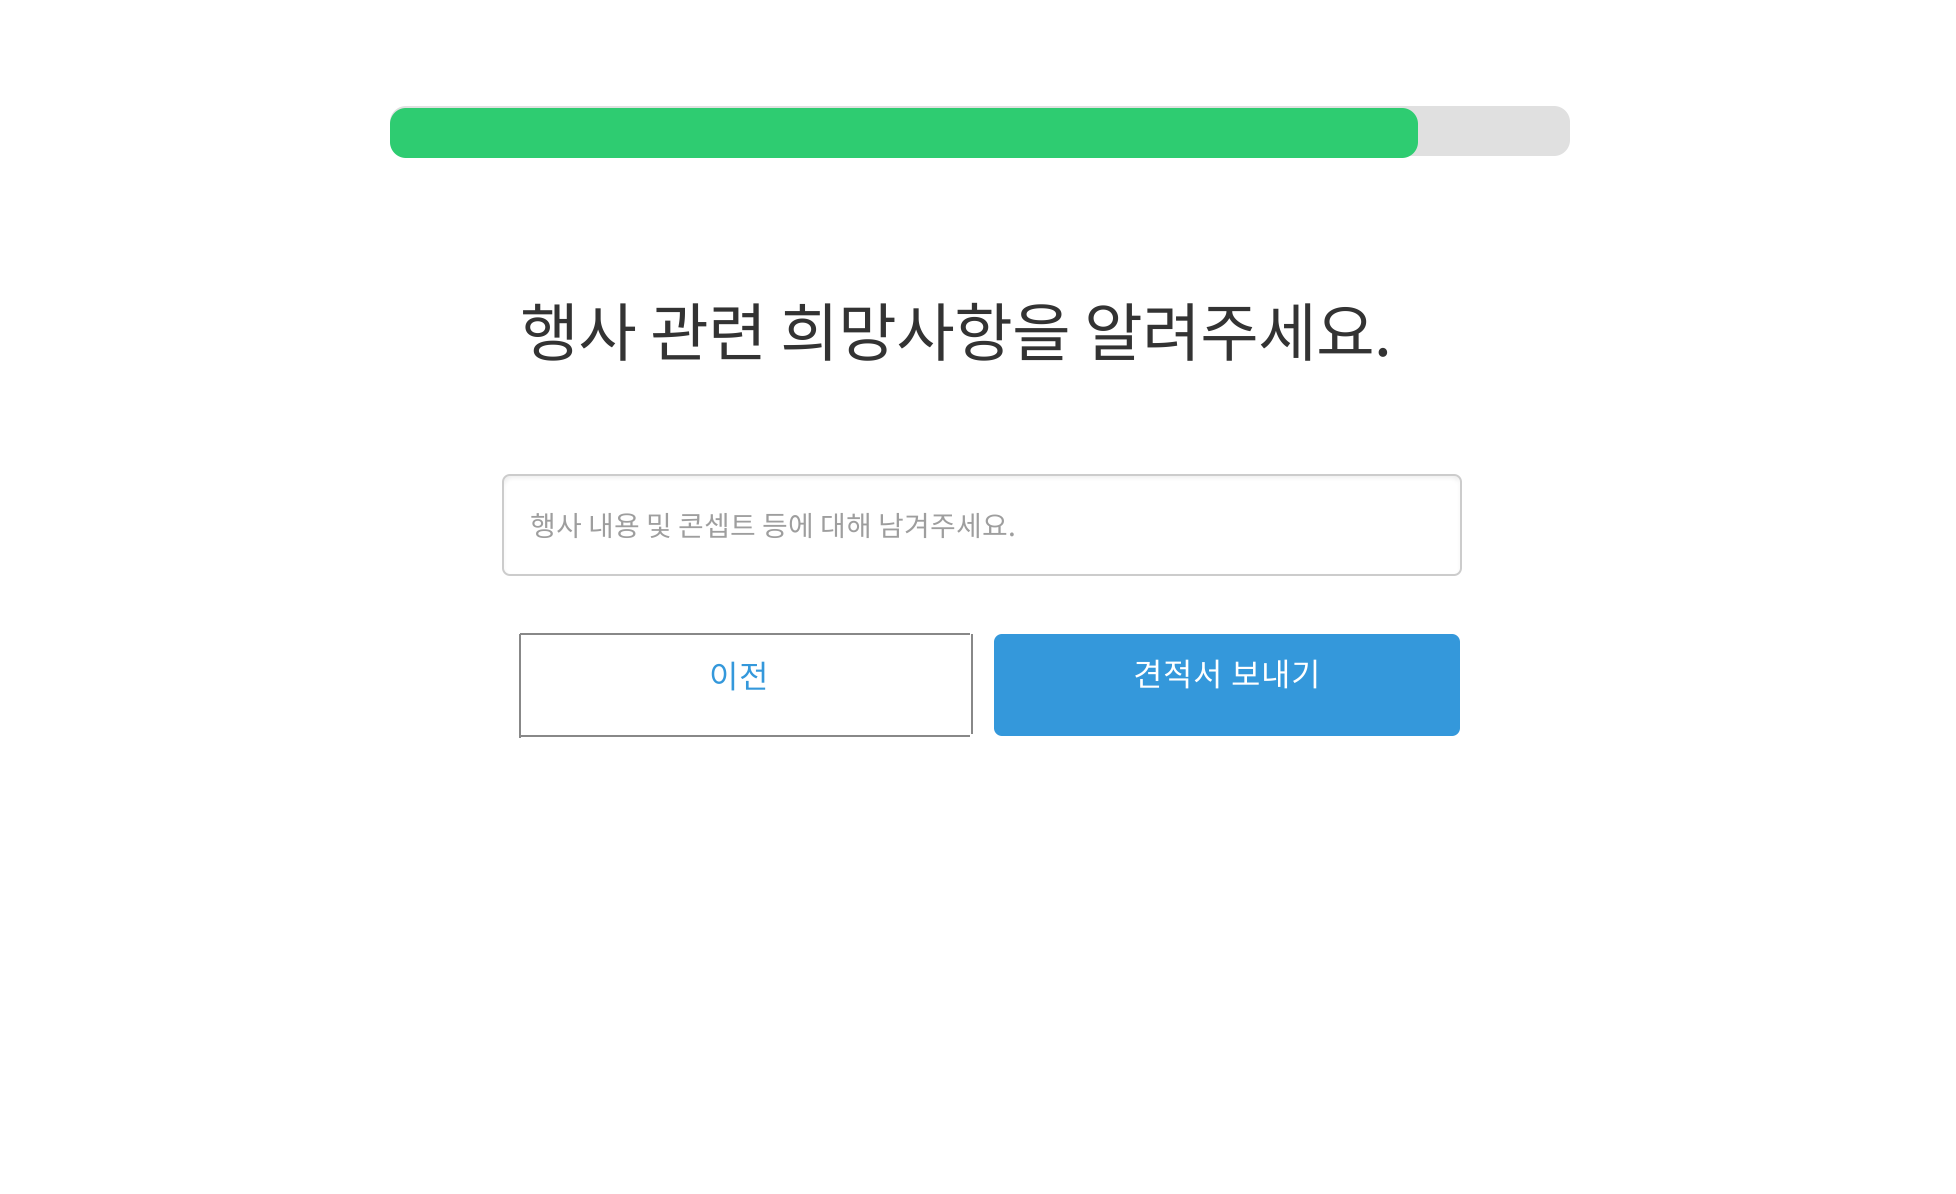 행사 관련 희망사항을 알려주세요.
행사 내용 및 콘셉트 등에 대해 남겨주세요.
이전
견적서 보내기